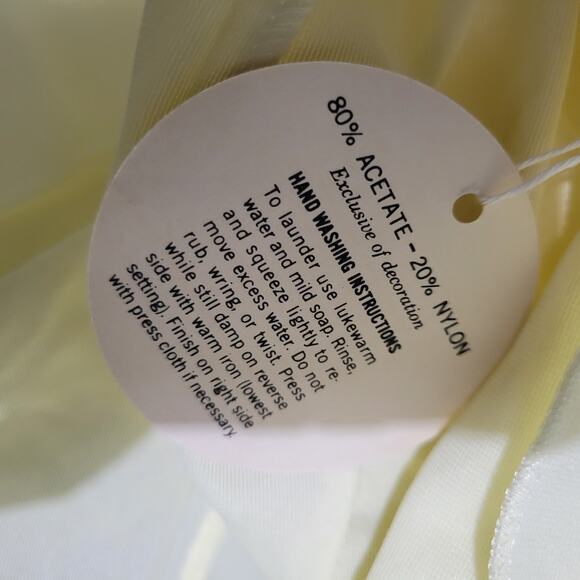 80% ACETATE - 20% NYLON
Exclusive of decoration
HAND WASHING INSTRUCTIONS
To launder use lukewarm
water and mild soap. Rinse,
and squeeze lightly to re-
move excess water. Do not
rub, wring, or twist. Press
while still damp on reverse
side with warm iron (lowest
setting). Finish on right side
with press cloth if necessary.